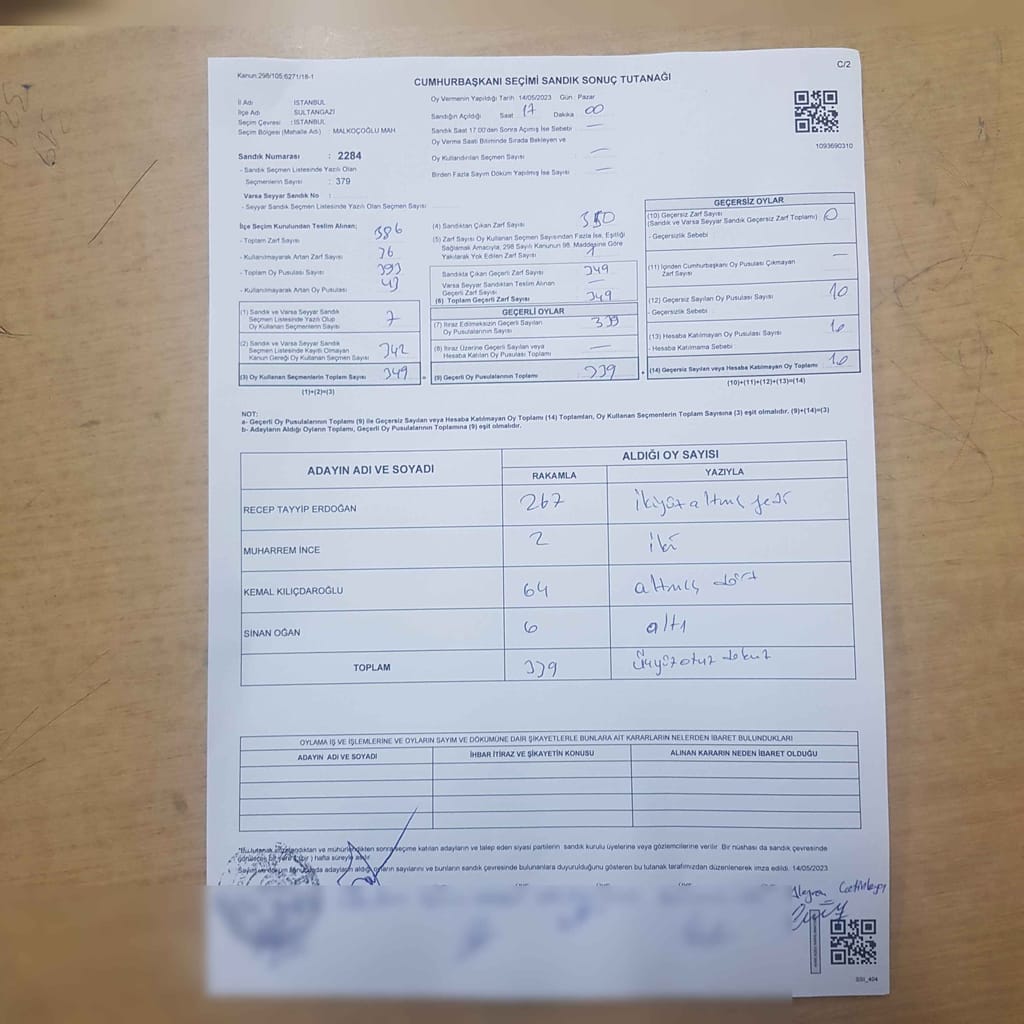 Kanun:298/105,6271/18-1
C/2
CUMHURBAŞKANI SEÇİMİ SANDIK SONUÇ TUTANAĞI
İl Adı : İSTANBUL
İlçe Adı : SULTANGAZİ
Seçim Çevresi : İSTANBUL
Seçim Bölgesi (Mahalle Adı) : MALKOÇOĞLU MAH
Oy Vermenin Yapıldığı Tarih 14/05/2023 Gün : Pazar
Sandığın Açıldığı Saat 17 Dakika 00
Sandık Saat 17.00'dan Sonra Açılmış İse Sebebi —
Oy Verme Saati Bitiminde Sırada Bekleyen ve
Oy Kullandırılan Seçmen Sayısı —
Birden Fazla Sayım Döküm Yapılmış İse Sayısı —
1093690310
Sandık Numarası : 2284
- Sandık Seçmen Listesinde Yazılı Olan
Seçmenlerin Sayısı : 379
Varsa Seyyar Sandık No :
- Seyyar Sandık Seçmen Listesinde Yazılı Olan Seçmen Sayısı
İlçe Seçim Kurulundan Teslim Alınan;
- Toplam Zarf Sayısı 386
- Kullanılmayarak Artan Zarf Sayısı 36
- Toplam Oy Pusulası Sayısı 393
- Kullanılmayarak Artan Oy Pusulası 43
(1) Sandık ve Varsa Seyyar Sandık
Seçmen Listesinde Yazılı Olup
Oy Kullanan Seçmenlerin Sayısı 7
(2) Sandık ve Varsa Seyyar Sandık
Seçmen Listesinde Kayıtlı Olmayan
Kanun Gereği Oy Kullanan Seçmen Sayısı 342
(3) Oy Kullanan Seçmenlerin Toplam Sayısı 349
(1)+(2)=(3)
(4) Sandıktan Çıkan Zarf Sayısı 350
(5) Zarf Sayısı Oy Kullanan Seçmen Sayısından Fazla İse, Eşitliği
Sağlamak Amacıyla, 298 Sayılı Kanunun 98. Maddesine Göre
Yakılarak Yok Edilen Zarf Sayısı 1
Sandıkta Çıkan Geçerli Zarf Sayısı 349
Varsa Seyyar Sandıktan Teslim Alınan
Geçerli Zarf Sayısı —
(6) Toplam Geçerli Zarf Sayısı 349
GEÇERLİ OYLAR
(7) İtiraz Edilmeksizin Geçerli Sayılan
Oy Pusulalarının Sayısı 339
(8) İtiraz Üzerine Geçerli Sayılan veya
Hesaba Katılan Oy Pusulası Toplamı —
(9) Geçerli Oy Pusulalarının Toplamı 339
GEÇERSİZ OYLAR
(10) Geçersiz Zarf Sayısı
(Sandık ve Varsa Seyyar Sandık Geçersiz Zarf Toplamı) 0
- Geçersizlik Sebebi
(11) İçinden Cumhurbaşkanı Oy Pusulası Çıkmayan
Zarf Sayısı —
(12) Geçersiz Sayılan Oy Pusulası Sayısı 10
- Geçersizlik Sebebi
(13) Hesaba Katılmayan Oy Pusulası Sayısı 10
- Hesaba Katılmama Sebebi
(14) Geçersiz Sayılan veya Hesaba Katılmayan Oy Toplamı 10
(10)+(11)+(12)+(13)=(14)
NOT:
a- Geçerli Oy Pusulalarının Toplamı (9) ile Geçersiz Sayılan veya Hesaba Katılmayan Oy Toplamı (14) Toplamları, Oy Kullanan Seçmenlerin Toplam Sayısına (3) eşit olmalıdır. (9)+(14)=(3)
b- Adayların Aldığı Oyların Toplamı, Geçerli Oy Pusulalarının Toplamına (9) eşit olmalıdır.
ADAYIN ADI VE SOYADI ALDIĞI OY SAYISI
RAKAMLA YAZIYLA
RECEP TAYYİP ERDOĞAN 267 ikiyüz altmış yedi
MUHARREM İNCE 2 iki
KEMAL KILIÇDAROĞLU 64 altmış dört
SİNAN OĞAN 6 altı
TOPLAM 339 Üçyüz otuz dokuz
OYLAMA İŞ VE İŞLEMLERİNE VE OYLARIN SAYIM VE DÖKÜMÜNE DAİR ŞİKAYETLERLE BUNLARA AİT KARARLARIN NELERDEN İBARET BULUNDUKLARI
ADAYIN ADI VE SOYADI İHBAR İTİRAZ VE ŞİKAYETİN KONUSU ALINAN KARARIN NEDEN İBARET OLDUĞU
sonra seçime katılan adayların ve talep eden siyasi partilerin sandık kurulu üyelerine veya gözlemcilerine verilir. Bir nüshası da sandık çevresinde
hafta süreyle asılır
oyların sayılarını ve bunların sandık çevresinde bulunanlara duyurulduğunu gösteren bu tutanak tarafımızdan düzenlenerek imza edildi. 14/05/2023
SSİ_404